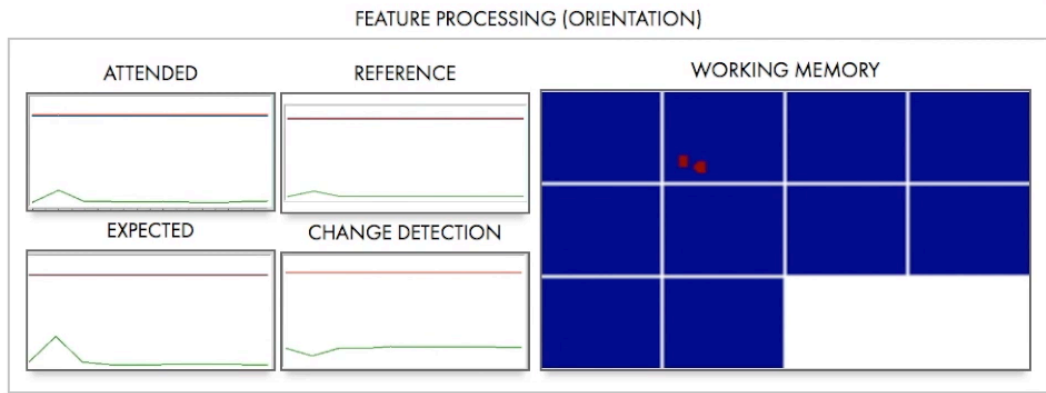 FEATURE PROCESSING (ORIENTATION)
ATTENDED
REFERENCE
WORKING MEMORY
EXPECTED
CHANGE DETECTION